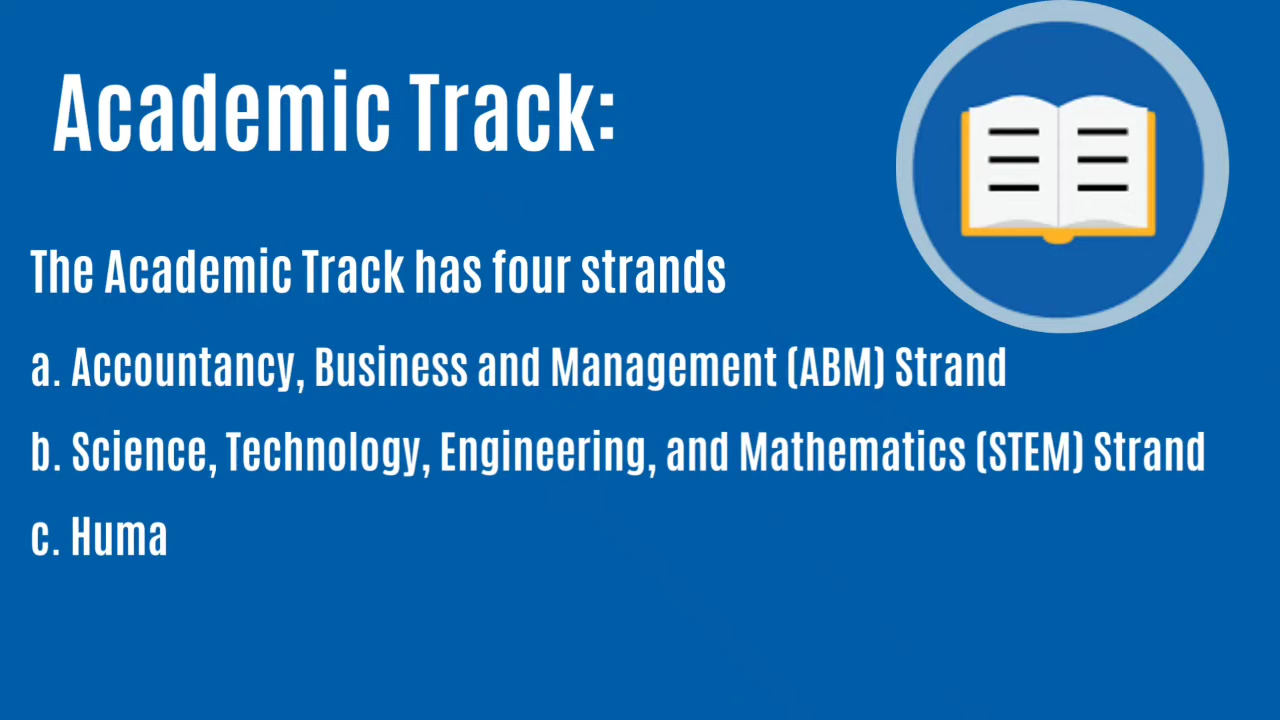 Academic Track:
The Academic Track has four strands
a. Accountancy, Business and Management (ABM) Strand
b. Science, Technology, Engineering, and Mathematics (STEM) Strand
c. Huma